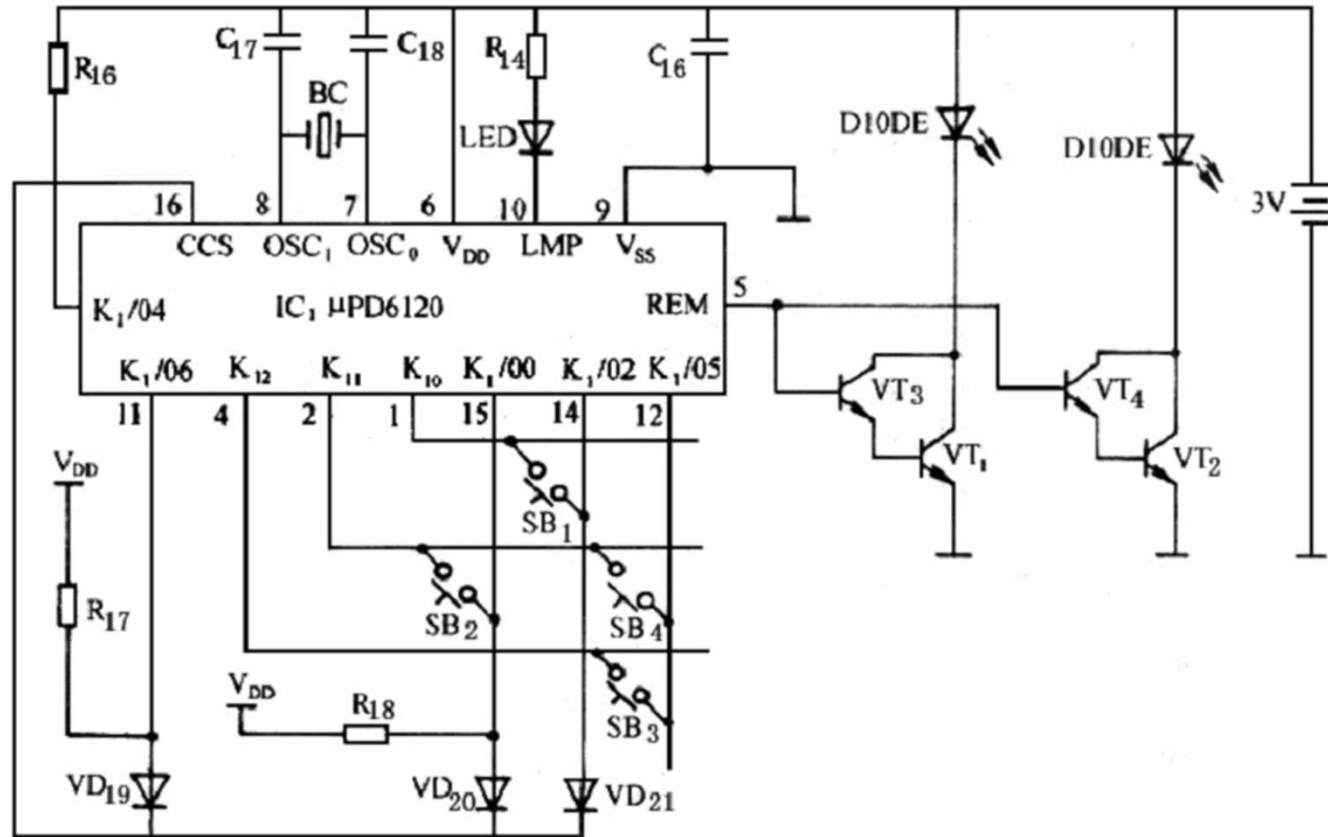 R16
C17
C18
BC
R14
LED
C16
D10DE
D10DE
3V
16 8 7 6 10 9
CCS OSC1 OSC0 VDD LMP VSS
K1/04 IC1 μPD6120 REM 5
K1/06 K12 K11 K10 K1/00 K1/02 K1/05
11 4 2 1 15 14 12
VT3
VT1
VT4
VT2
VDD
R17
SB1
SB2
SB4
SB3
VDD
R18
VD19
VD20
VD21